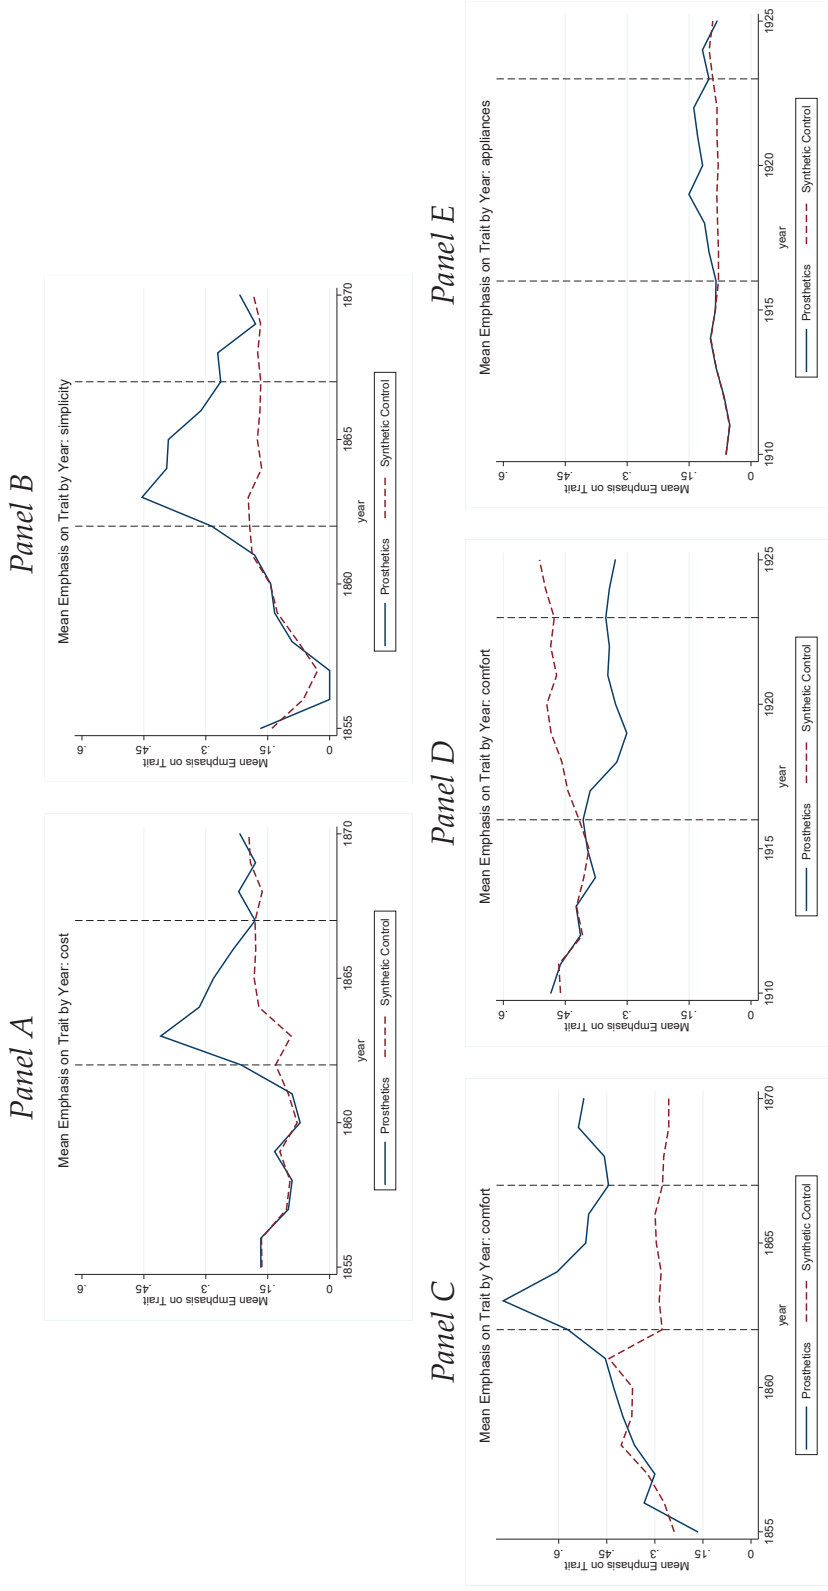 Panel A
Mean Emphasis on Trait by Year: cost
Mean Emphasis on Trait
.6
.45
.3
.15
0
1855
1860
1865
1870
year
Prosthetics
Synthetic Control
Panel B
Mean Emphasis on Trait by Year: simplicity
Mean Emphasis on Trait
.6
.45
.3
.15
0
1855
1860
1865
1870
year
Prosthetics
Synthetic Control
Panel C
Mean Emphasis on Trait by Year: comfort
Mean Emphasis on Trait
.6
.45
.3
.15
0
1855
1860
1865
1870
year
Prosthetics
Synthetic Control
Panel D
Mean Emphasis on Trait by Year: comfort
Mean Emphasis on Trait
.6
.45
.3
.15
0
1910
1915
1920
1925
year
Prosthetics
Synthetic Control
Panel E
Mean Emphasis on Trait by Year: appliances
Mean Emphasis on Trait
.6
.45
.3
.15
0
1910
1915
1920
1925
year
Prosthetics
Synthetic Control